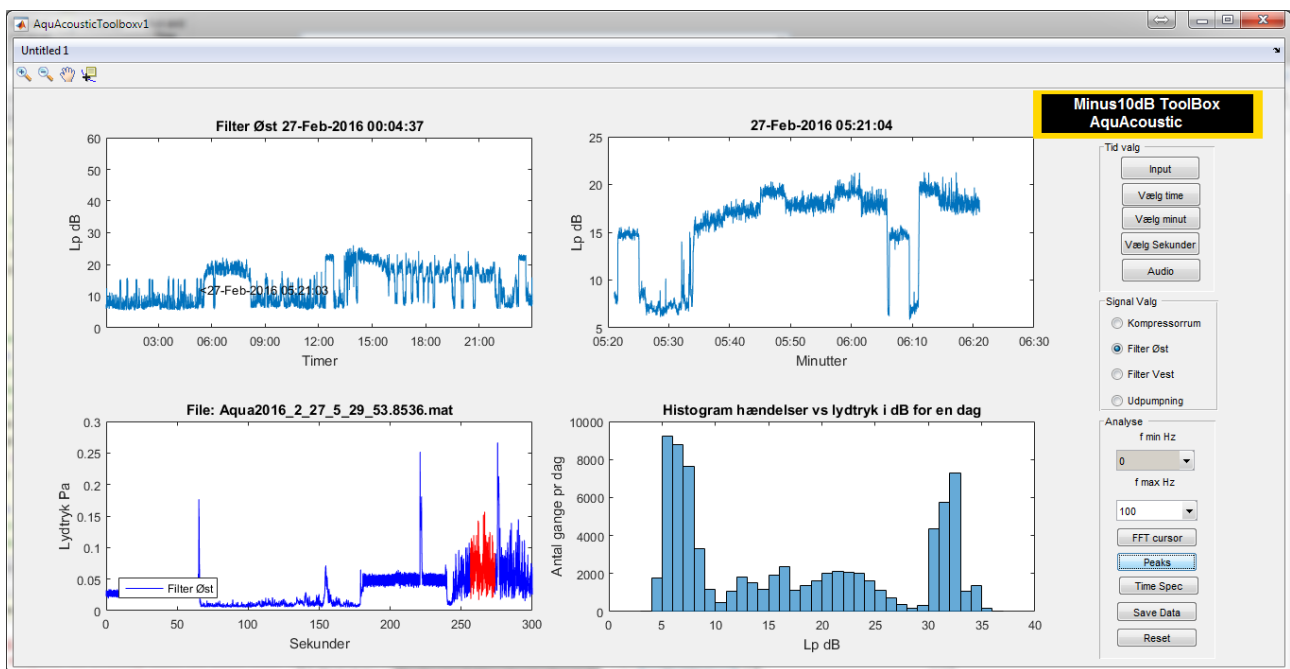 AquAcousticToolboxv1
Untitled 1
Minus10dB ToolBox
AquAcoustic
Filter Øst 27-Feb-2016 00:04:37
Lp dB
60
50
40
30
20
10
0
<27-Feb-2016 05:21:03
03:00 06:00 09:00 12:00 15:00 18:00 21:00
Timer
27-Feb-2016 05:21:04
Lp dB
25
20
15
10
5
05:20 05:30 05:40 05:50 06:00 06:10 06:20 06:30
Minutter
File: Aqua2016_2_27_5_29_53.8536.mat
Lydtryk Pa
0.3
0.25
0.2
0.15
0.1
0.05
0
Filter Øst
0 50 100 150 200 250 300
Sekunder
Histogram hændelser vs lydtryk i dB for en dag
Antal gange pr dag
10000
8000
6000
4000
2000
0
0 5 10 15 20 25 30 35 40
Lp dB
Tid valg
Input
Vælg time
Vælg minut
Vælg Sekunder
Audio
Signal Valg
Kompressorrum
Filter Øst
Filter Vest
Udpumpning
Analyse
f min Hz
0
f max Hz
100
FFT cursor
Peaks
Time Spec
Save Data
Reset